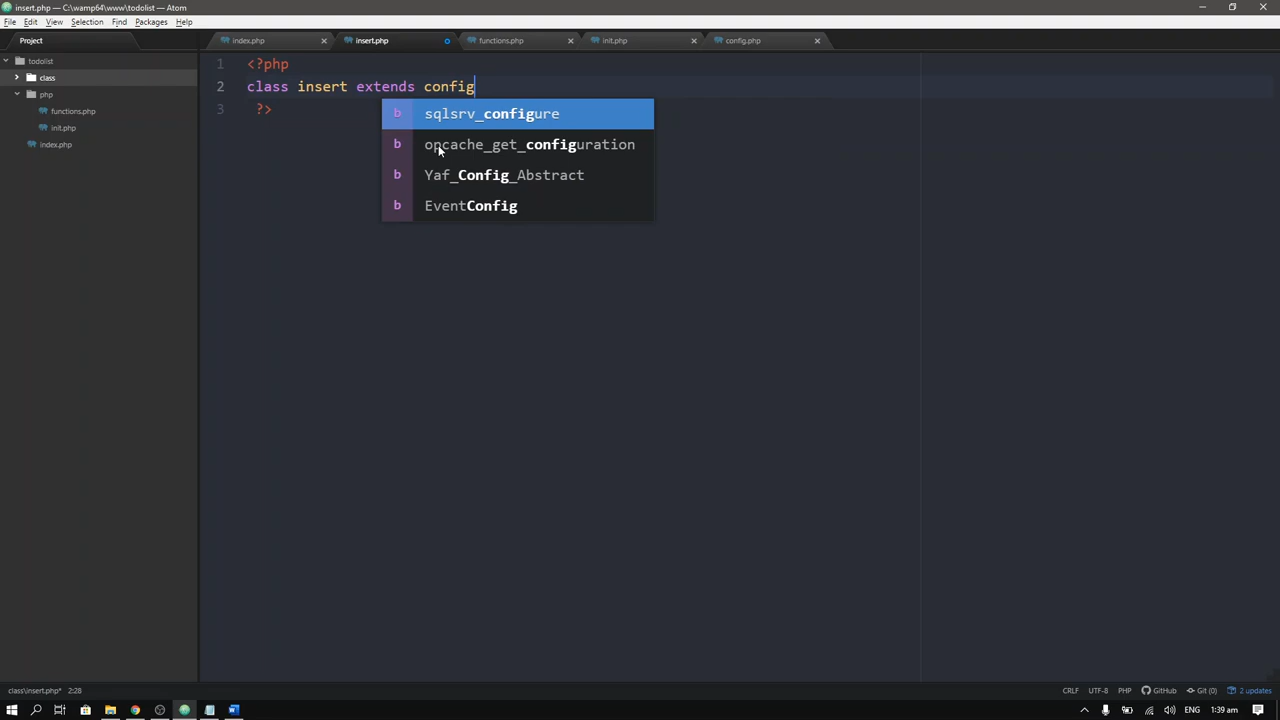 insert.php — C:\wamp64\www\todolist — Atom
File Edit View Selection Find Packages Help
Project
index.php
insert.php
functions.php
init.php
config.php
todolist
class
php
functions.php
init.php
index.php
1 <?php
2 class insert extends config
3 ?>
b sqlsrv_configure
b opcache_get_configuration
b Yaf_Config_Abstract
b EventConfig
class\insert.php* 2:28
CRLF UTF-8 PHP GitHub Git (0) 2 updates
ENG 1:39 am